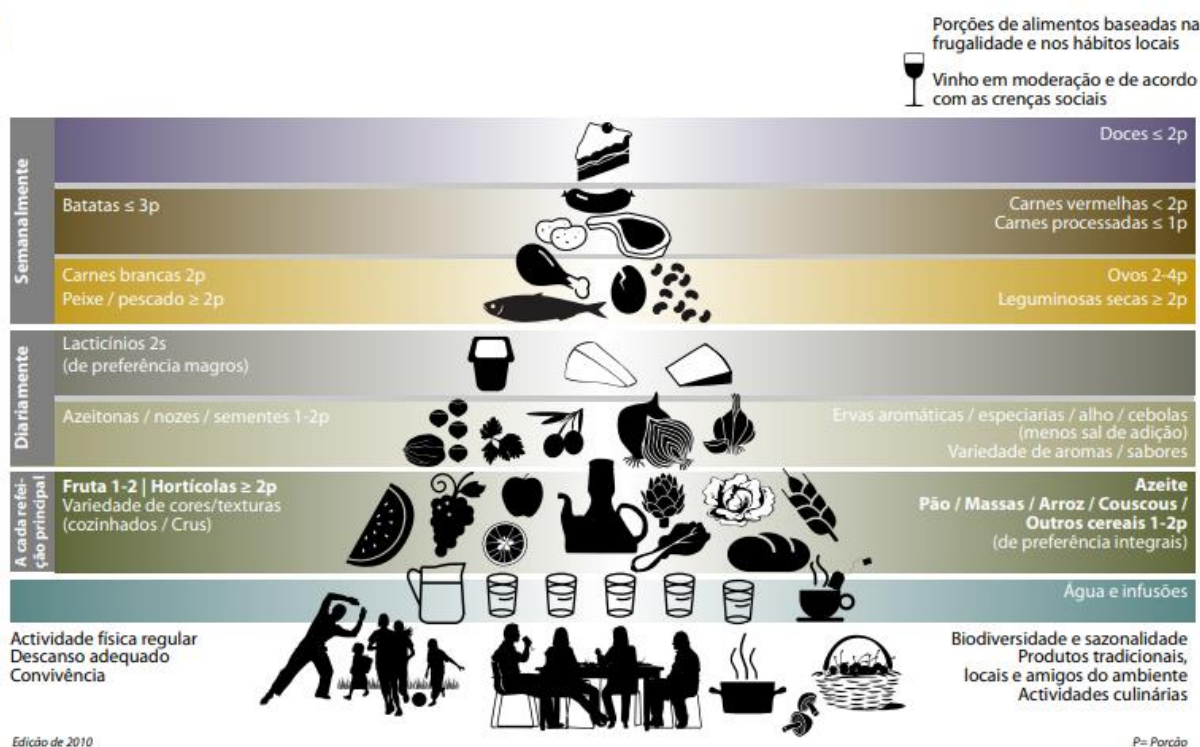 Porções de alimentos baseadas na
frugalidade e nos hábitos locais
Vinho em moderação e de acordo
com as crenças sociais
Semanalmente
Doces ≤ 2p
Batatas ≤ 3p
Carnes vermelhas < 2p
Carnes processadas ≤ 1p
Carnes brancas 2p
Peixe / pescado ≥ 2p
Ovos 2-4p
Leguminosas secas ≥ 2p
Diariamente
Lacticínios 2s
(de preferência magros)
Azeitonas / nozes / sementes 1-2p
Ervas aromáticas / especiarias / alho / cebolas
(menos sal de adição)
Variedade de aromas / sabores
A cada refei-
ção principal
Fruta 1-2 | Hortícolas ≥ 2p
Variedade de cores/texturas
(cozinhados / Crus)
Azeite
Pão / Massas / Arroz / Couscous /
Outros cereais 1-2p
(de preferência integrais)
Água e infusões
Actividade física regular
Descanso adequado
Convivência
Biodiversidade e sazonalidade
Produtos tradicionais,
locais e amigos do ambiente
Actividades culinárias
Edição de 2010
P= Porção